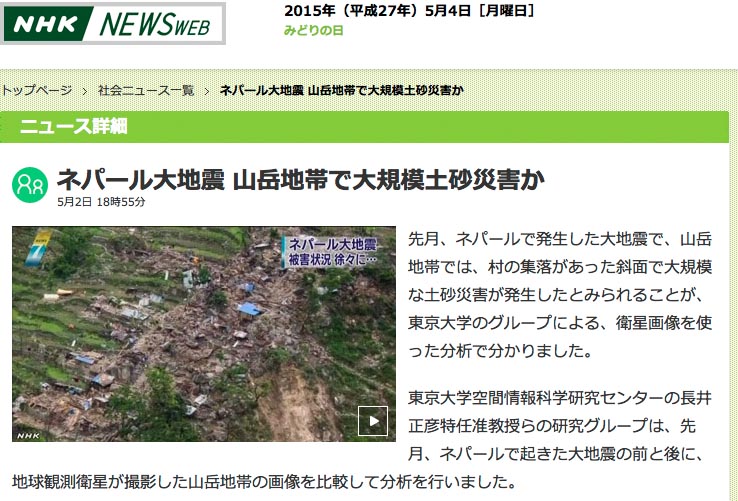 NHK NEWS WEB
2015年（平成27年）5月4日［月曜日］
みどりの日
トップページ > 社会ニュース一覧 > ネパール大地震 山岳地帯で大規模土砂災害か
ニュース詳細
ネパール大地震 山岳地帯で大規模土砂災害か
5月2日 18時55分
ネパール大地震
被害状況 徐々に…
NHK
先月、ネパールで発生した大地震で、山岳
地帯では、村の集落があった斜面で大規模
な土砂災害が発生したとみられることが、
東京大学のグループによる、衛星画像を使
った分析で分かりました。
東京大学空間情報科学研究センターの長井
正彦特任准教授らの研究グループは、先
月、ネパールで起きた大地震の前と後に、
地球観測衛星が撮影した山岳地帯の画像を比較して分析を行いました。